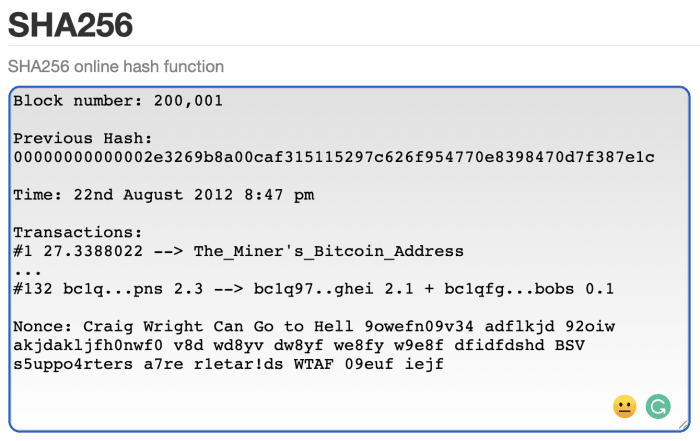 SHA256
SHA256 online hash function
Block number: 200,001
Previous Hash:
00000000000002e3269b8a00caf315115297c626f954770e8398470d7f387e1c
Time: 22nd August 2012 8:47 pm
Transactions:
#1 27.3388022 --> The_Miner's_Bitcoin_Address
...
#132 bc1q...pns 2.3 --> bc1q97..ghei 2.1 + bc1qfg...bobs 0.1
Nonce: Craig Wright Can Go to Hell 9owefn09v34 adflkjd 92oiw
akjdakljfh0nwf0 v8d wd8yv dw8yf we8fy w9e8f dfidfdshd BSV
s5uppo4rters a7re r1etar!ds WTAF 09euf iejf